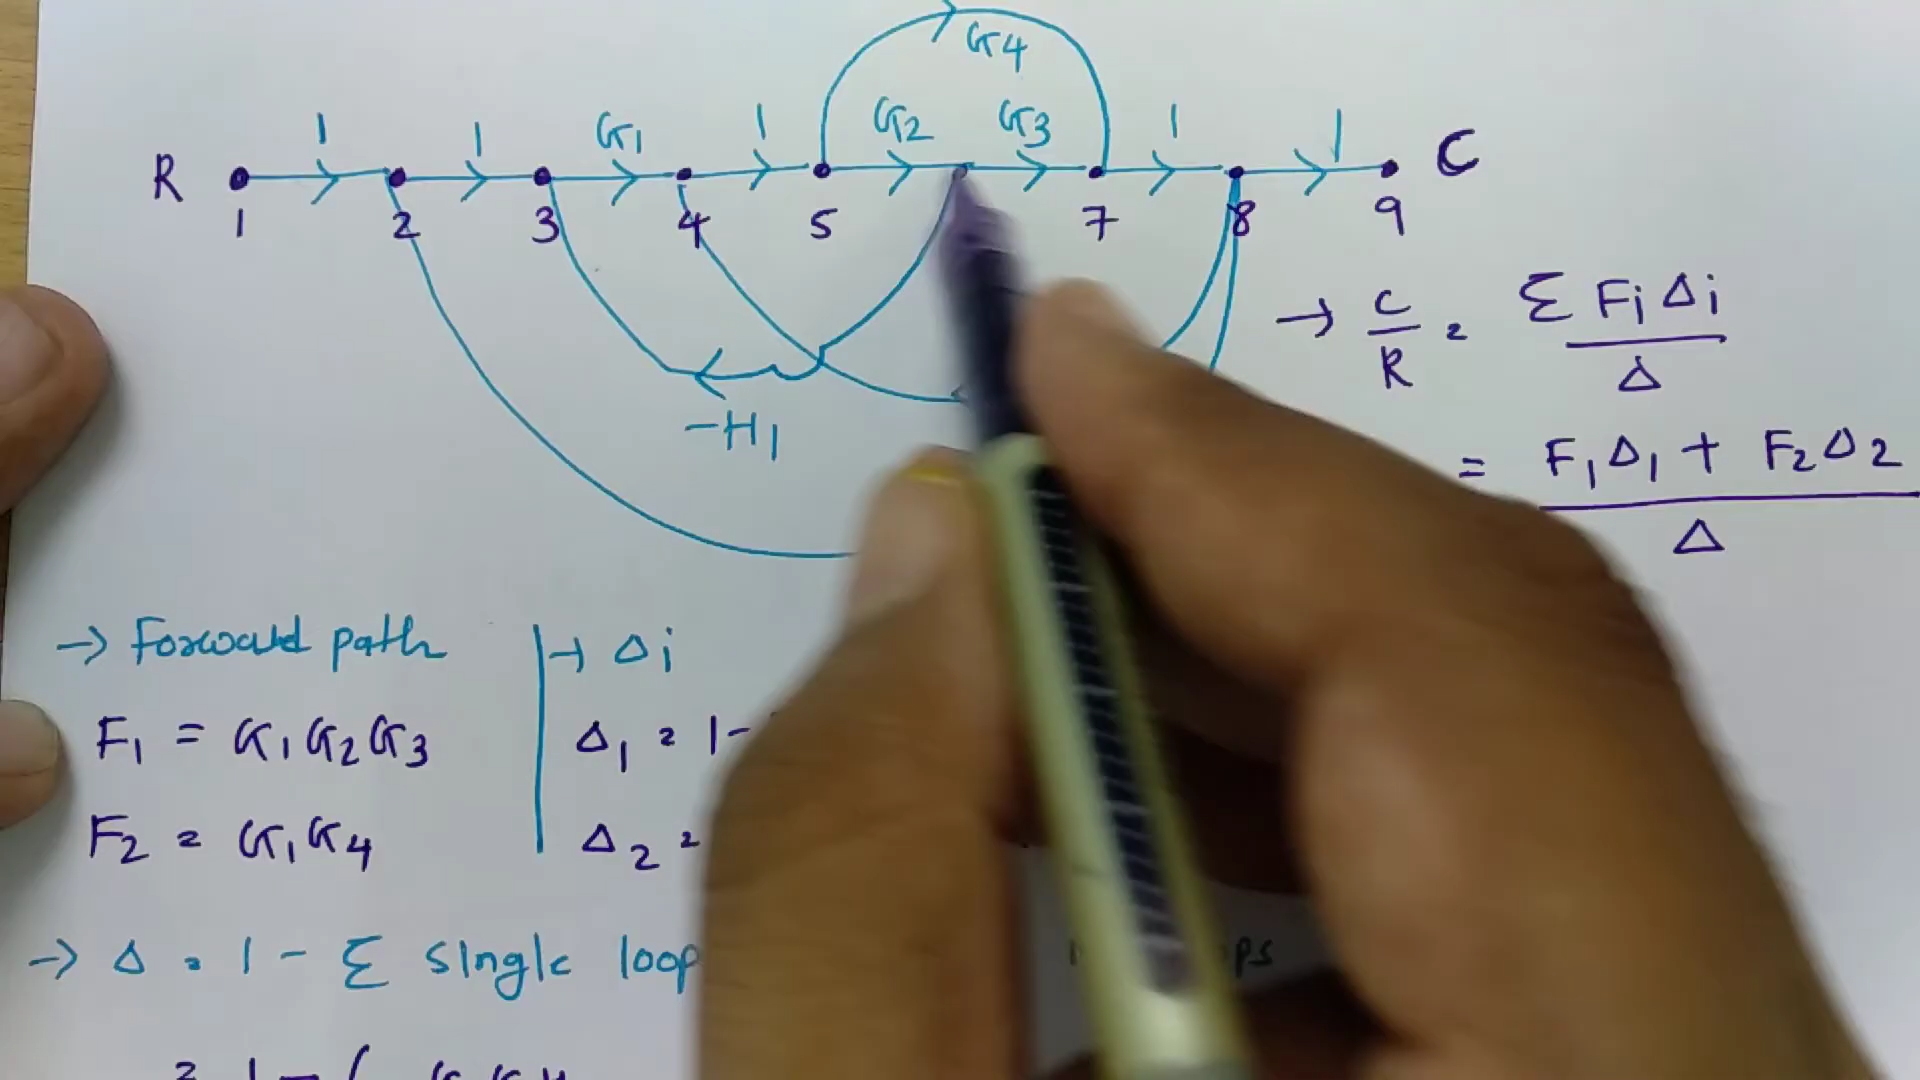 G4
1 1 G1 1 G2 G3 1 1
R C
1 2 3 4 5 7 8 9
→ C/R = Σ Fi Δi / Δ
-H1
= F1Δ1 + F2Δ2 / Δ
→ Forward path
→ Δi
F1 = G1G2G3
Δ1 = 1-
F2 = G1G4
Δ2 =
→ Δ = 1 - Σ single loop
= 1 - (